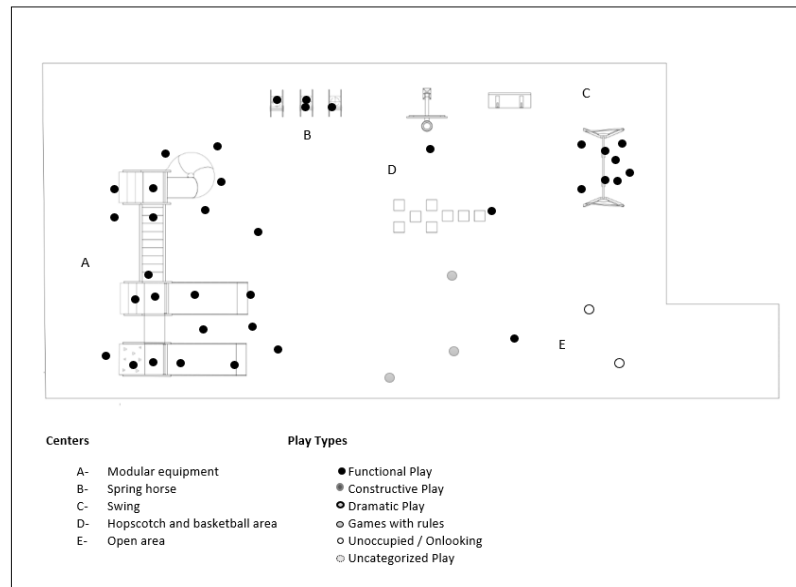 C
B
D
A
E
Centers
Play Types
A- Modular equipment
Functional Play
B- Spring horse
Constructive Play
C- Swing
Dramatic Play
D- Hopscotch and basketball area
Games with rules
E- Open area
Unoccupied / Onlooking
Uncategorized Play